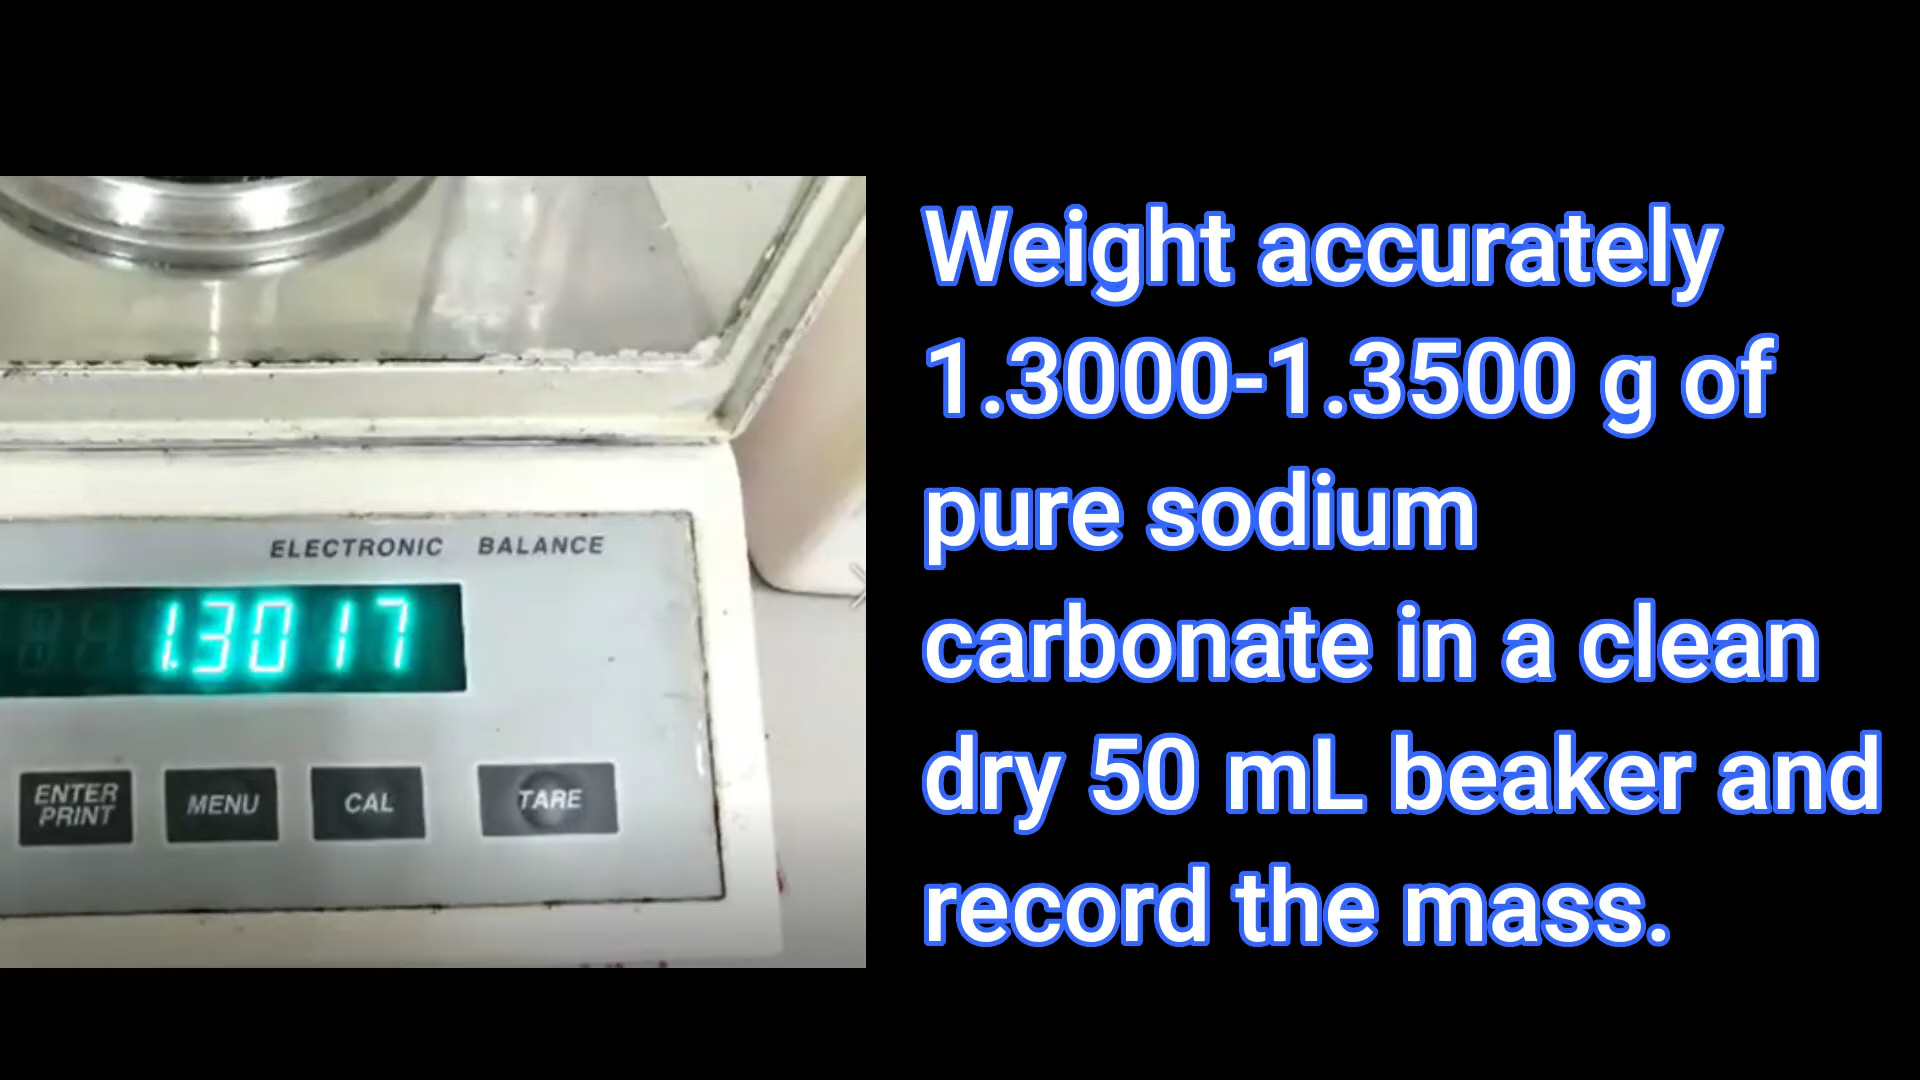 Weight accurately
1.3000-1.3500 g of
pure sodium
carbonate in a clean
dry 50 mL beaker and
record the mass.
ELECTRONIC BALANCE
1.3017
ENTER
PRINT
MENU
CAL
TARE